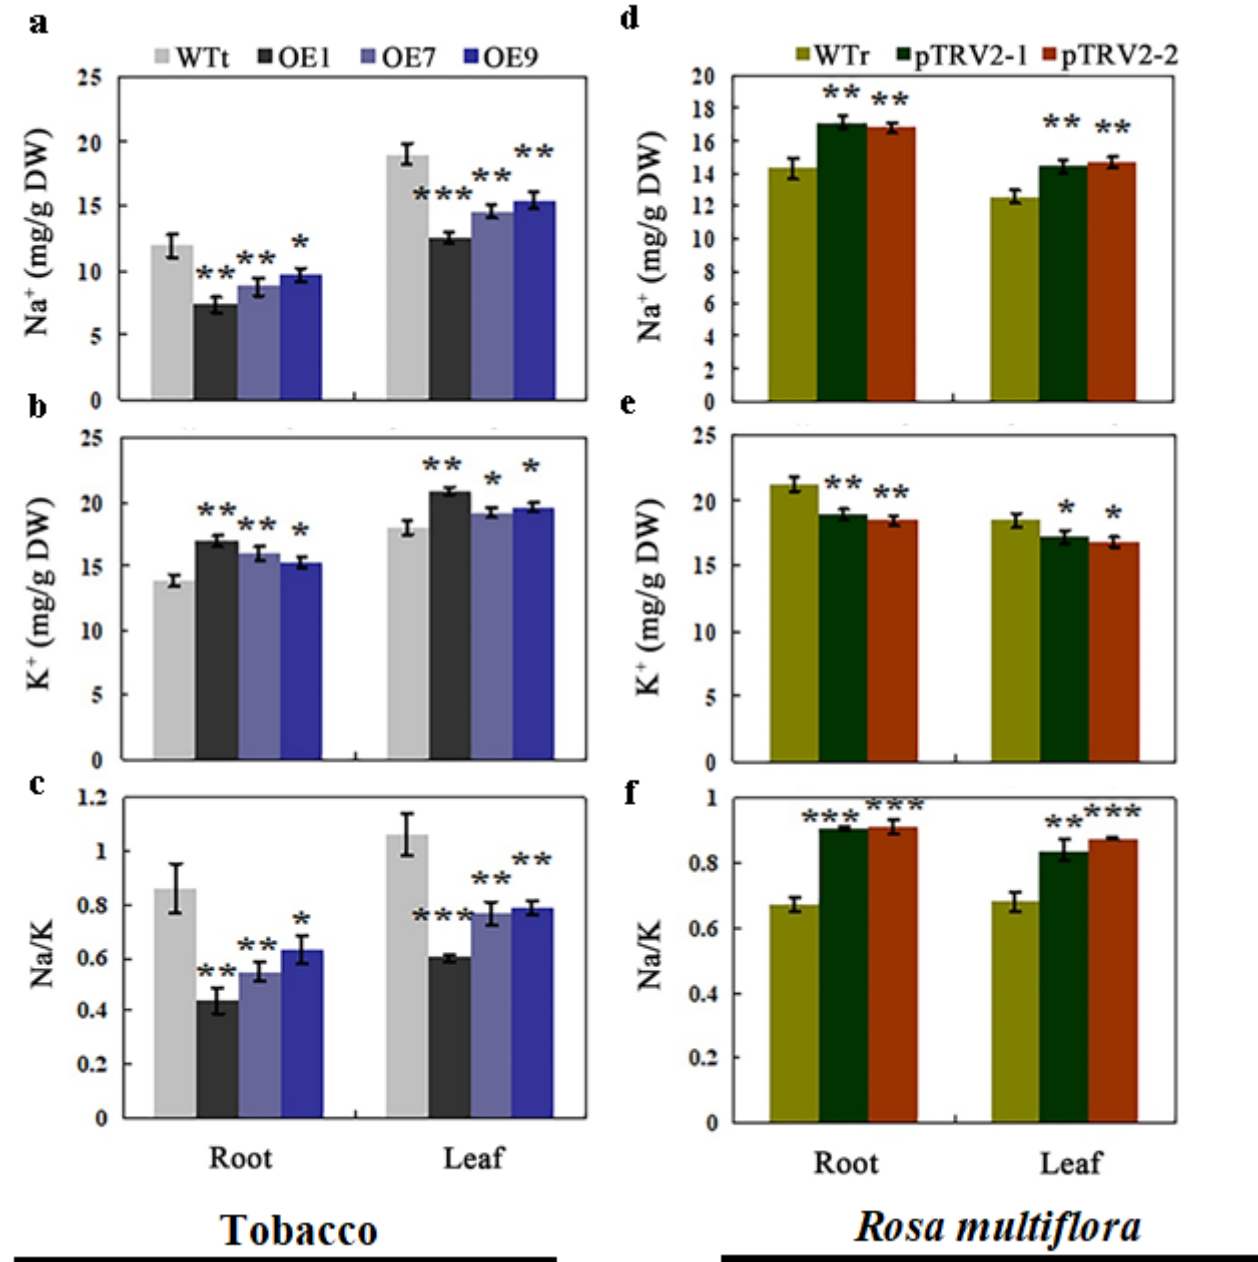 a
WTt OE1 OE7 OE9
25
20
15
10
5
0
Na⁺ (mg/g DW)
** ** * *** ** **
b
25
20
15
10
5
0
K⁺ (mg/g DW)
** ** * ** * *
c
1.2
1
0.8
0.6
0.4
0.2
0
Na/K
** ** * *** ** **
Root Leaf
Tobacco
d
WTr pTRV2-1 pTRV2-2
20
18
16
14
12
10
8
6
4
2
0
Na⁺ (mg/g DW)
** ** ** **
e
25
20
15
10
5
0
K⁺ (mg/g DW)
** ** * *
f
1
0.8
0.6
0.4
0.2
0
Na/K
*** *** ** ***
Root Leaf
Rosa multiflora